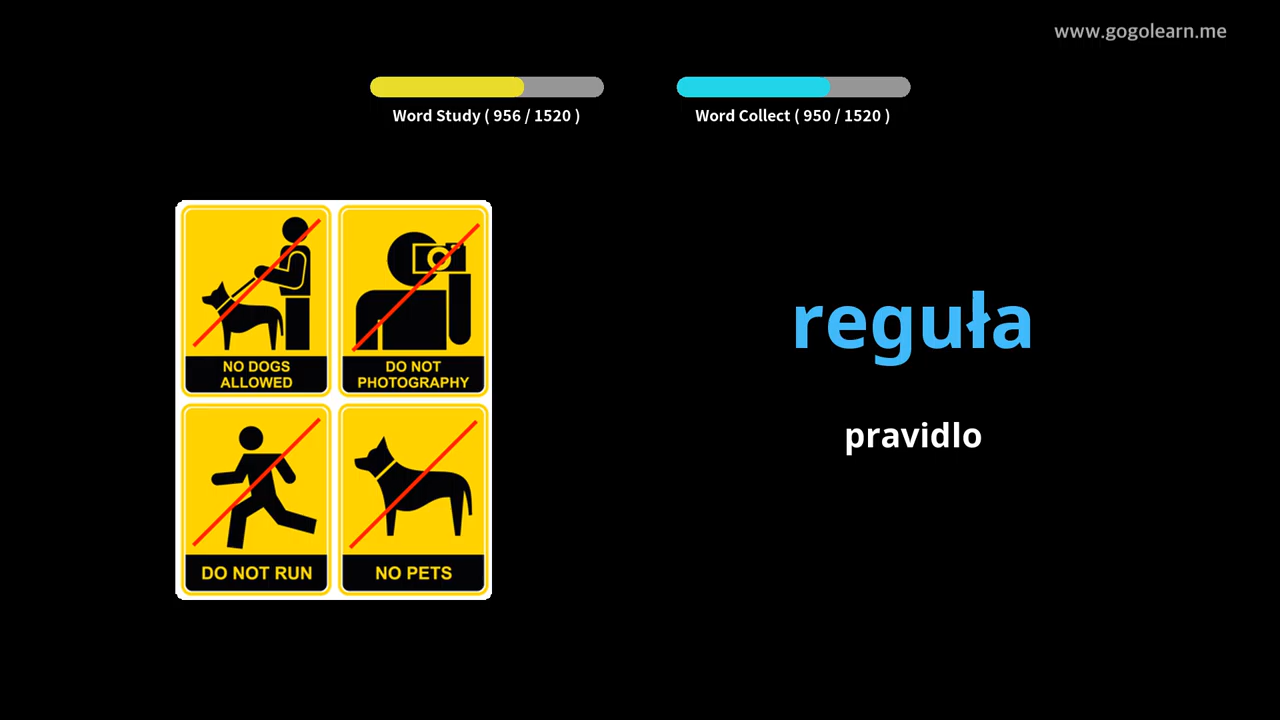 www.gogolearn.me
Word Study ( 956 / 1520 )
Word Collect ( 950 / 1520 )
NO DOGS
ALLOWED
DO NOT
PHOTOGRAPHY
DO NOT RUN
NO PETS
reguła
pravidlo